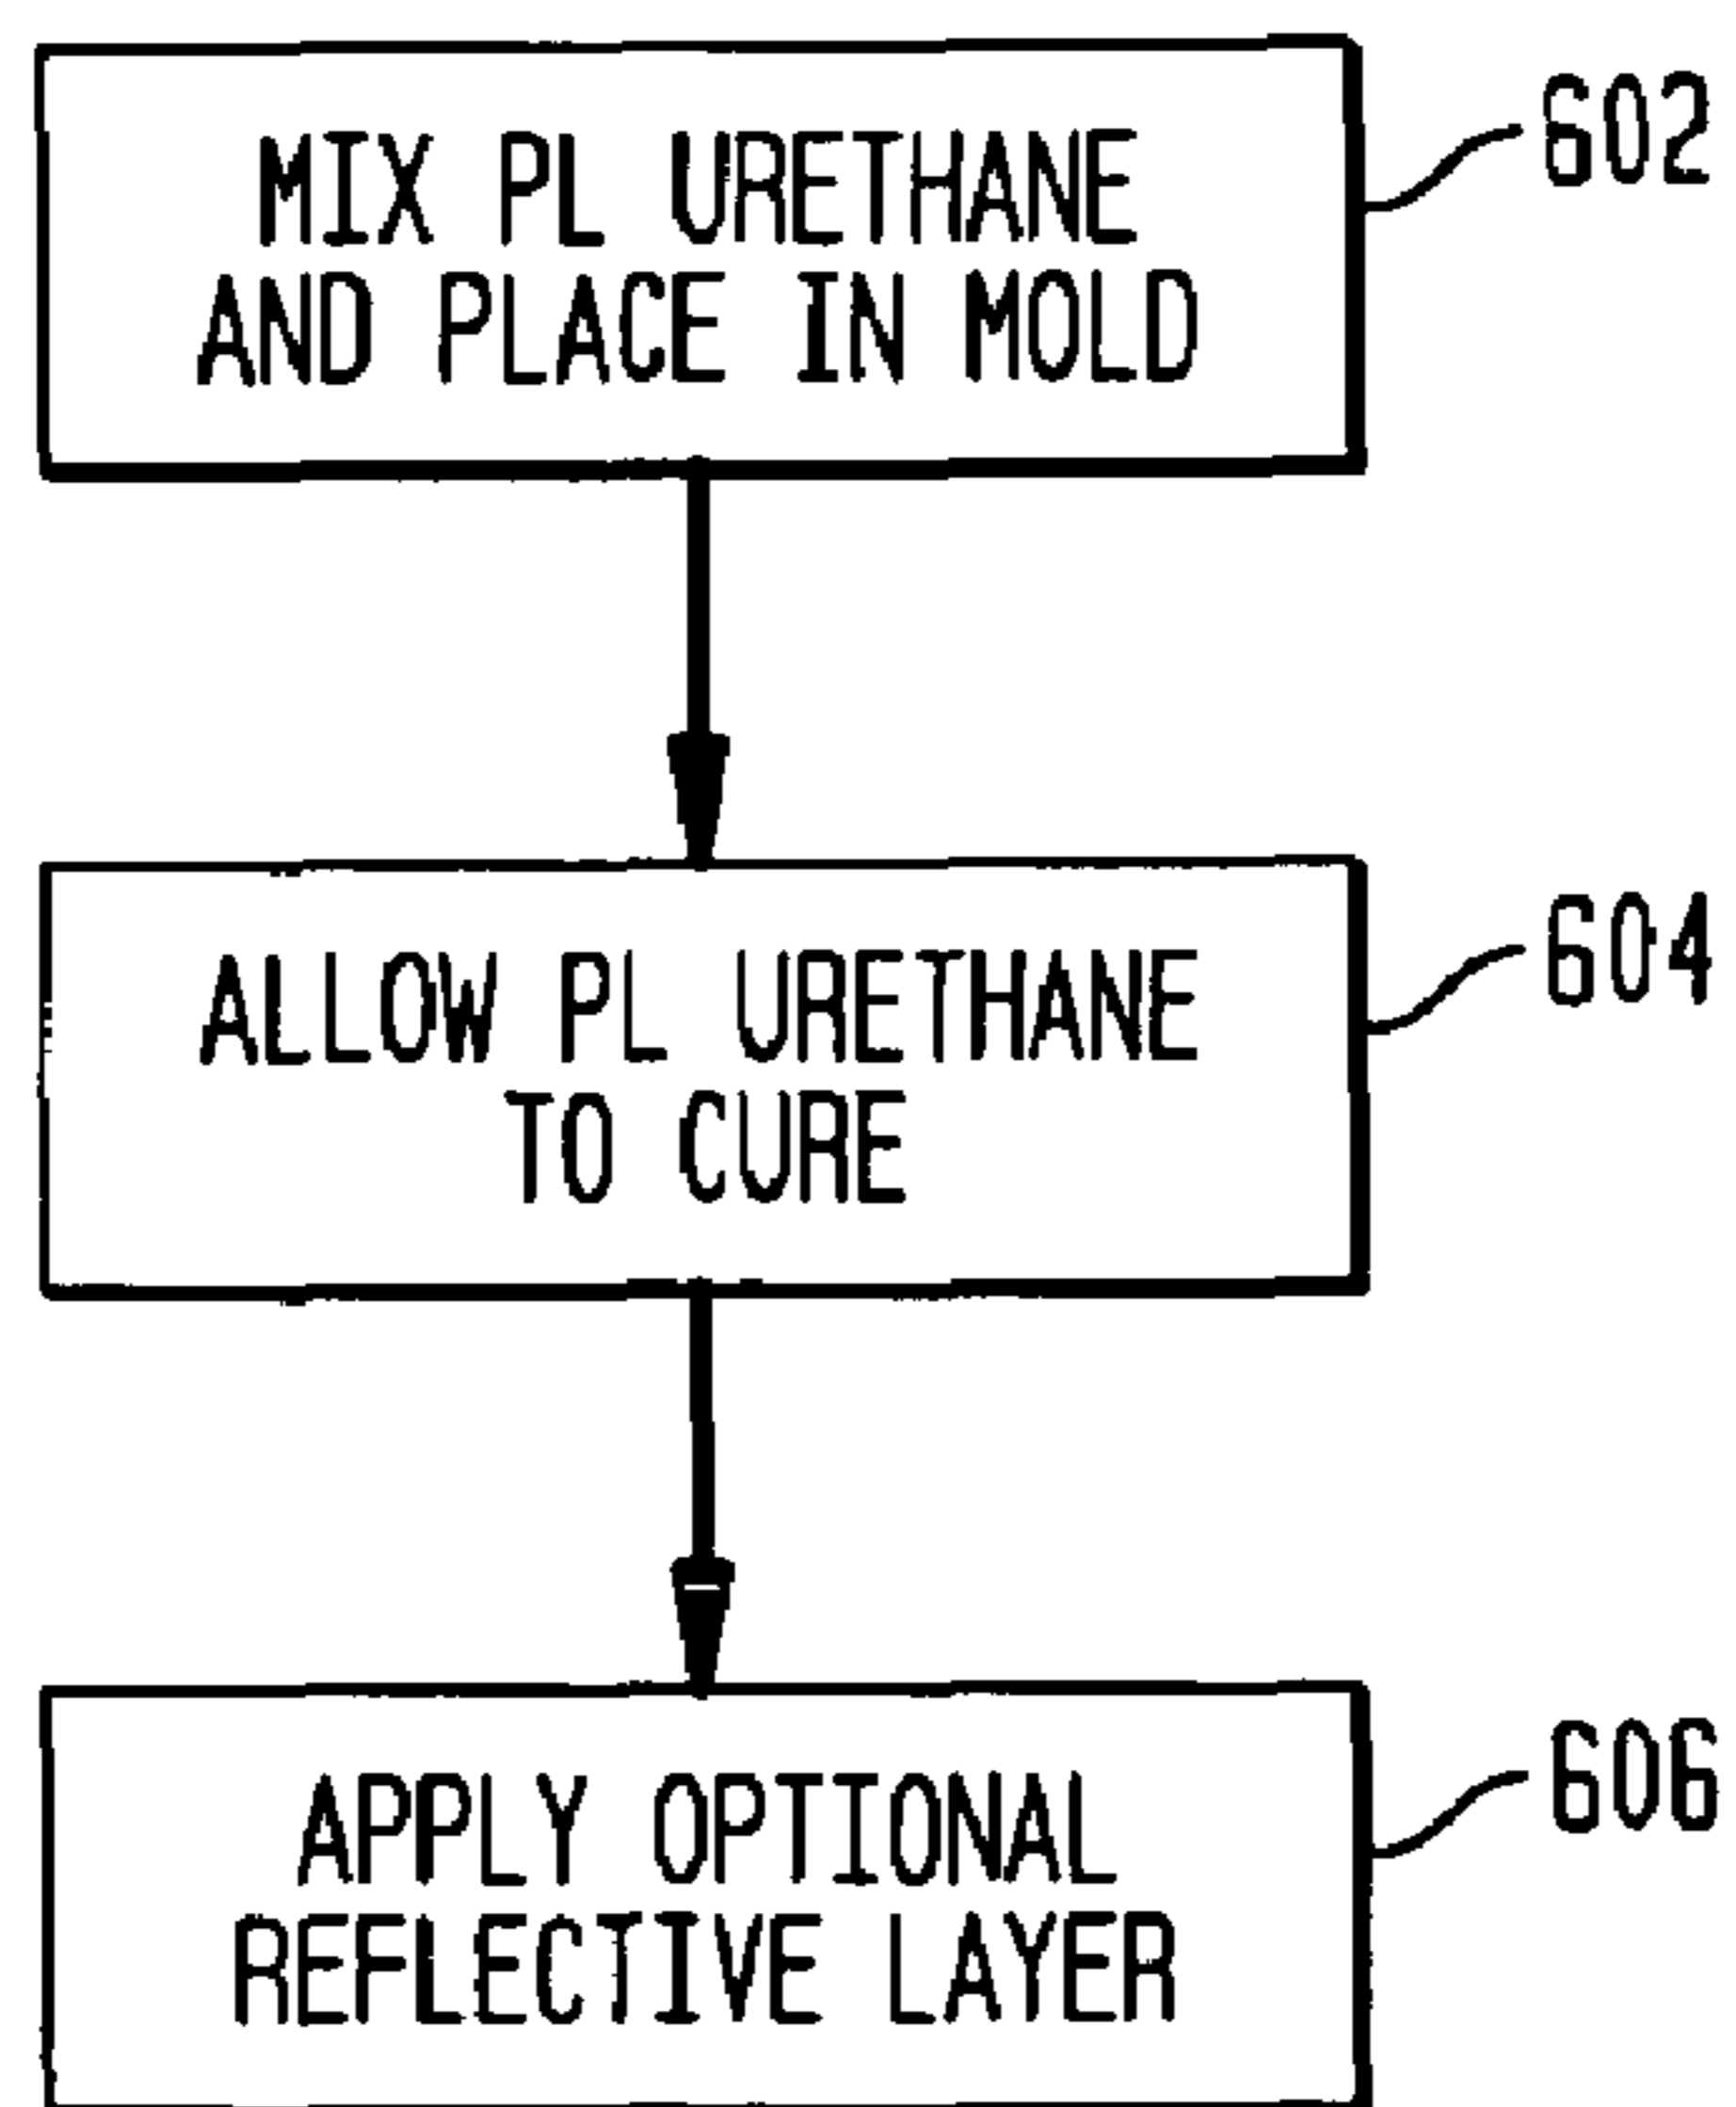 MIX PL URETHANE
AND PLACE IN MOLD
602
ALLOW PL URETHANE
TO CURE
604
APPLY OPTIONAL
REFLECTIVE LAYER
606